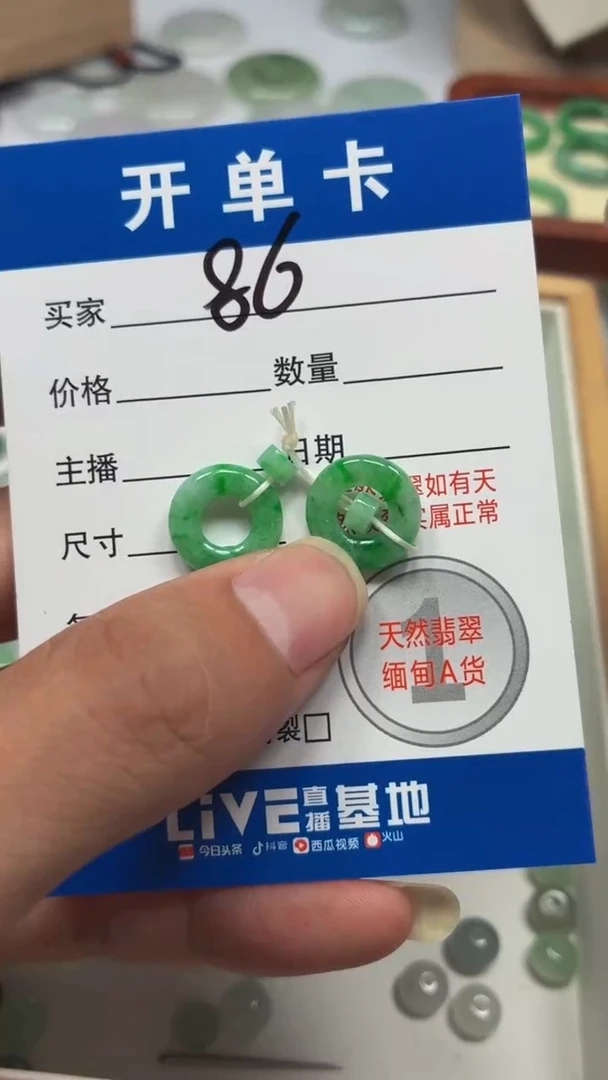 开单卡
买家 86
价格 数量
主播 日期
尺寸
翠如有天
实属正常
1
天然翡翠
缅甸A货
裂
LiVE直播基地
今日头条 抖音 西瓜视频 火山